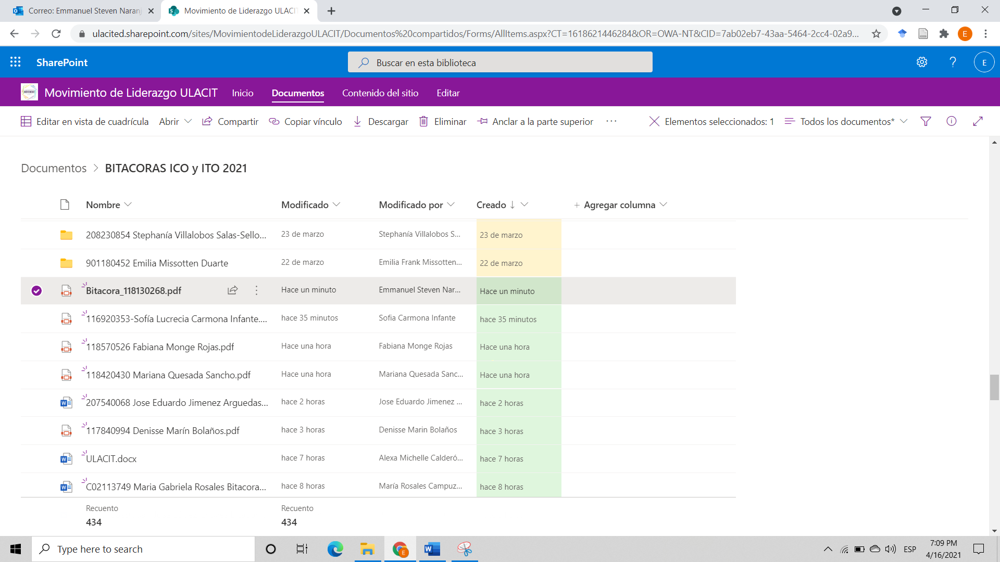 Correo: Emmanuel Steven Naranj
Movimiento de Liderazgo ULACIT
ulacited.sharepoint.com/sites/MovimientodeLiderazgoULACIT/Documentos%20compartidos/Forms/AllItems.aspx?CT=1618621446284&OR=OWA-NT&CID=7ab02eb7-43aa-5464-2cc4-02a9...
E
SharePoint
Buscar en esta biblioteca
?
E
Movimiento de Liderazgo ULACIT
Inicio
Documentos
Contenido del sitio
Editar
Editar en vista de cuadrícula
Abrir
Compartir
Copiar vínculo
Descargar
Eliminar
Anclar a la parte superior
...
Elementos seleccionados: 1
Todos los documentos*
Documentos > BITACORAS ICO y ITO 2021
Nombre Modificado Modificado por Creado + Agregar columna
208230854 Stephanía Villalobos Salas-Sello... 23 de marzo Stephanía Villalobos S... 23 de marzo
901180452 Emilia Missotten Duarte 22 de marzo Emilia Frank Missotten... 22 de marzo
Bitacora_118130268.pdf Hace un minuto Emmanuel Steven Nar... Hace un minuto
116920353-Sofía Lucrecia Carmona Infante.... hace 35 minutos Sofia Carmona Infante hace 35 minutos
118570526 Fabiana Monge Rojas.pdf Hace una hora Fabiana Monge Rojas Hace una hora
118420430 Mariana Quesada Sancho.pdf Hace una hora Mariana Quesada Sanc... Hace una hora
207540068 Jose Eduardo Jimenez Arguedas... hace 2 horas Jose Eduardo Jimenez ... hace 2 horas
117840994 Denisse Marín Bolaños.pdf hace 3 horas Denisse Marin Bolaños hace 3 horas
ULACIT.docx hace 7 horas Alexa Michelle Calderó... hace 7 horas
C02113749 Maria Gabriela Rosales Bitacora... hace 8 horas María Rosales Campuz... hace 8 horas
Recuento Recuento
434 434
Type here to search
ESP
7:09 PM
4/16/2021